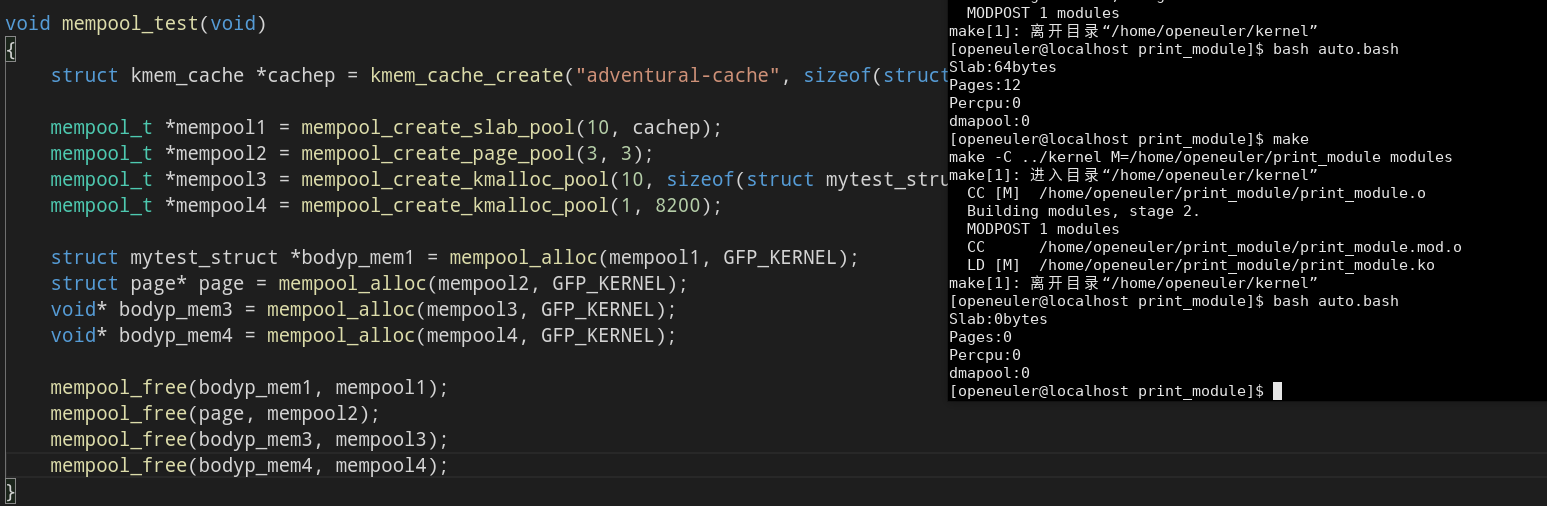 void mempool_test(void)
{
    struct kmem_cache *cachep = kmem_cache_create("adventural-cache", sizeof(struct
    mempool_t *mempool1 = mempool_create_slab_pool(10, cachep);
    mempool_t *mempool2 = mempool_create_page_pool(3, 3);
    mempool_t *mempool3 = mempool_create_kmalloc_pool(10, sizeof(struct mytest_stru
    mempool_t *mempool4 = mempool_create_kmalloc_pool(1, 8200);
    struct mytest_struct *bodyp_mem1 = mempool_alloc(mempool1, GFP_KERNEL);
    struct page* page = mempool_alloc(mempool2, GFP_KERNEL);
    void* bodyp_mem3 = mempool_alloc(mempool3, GFP_KERNEL);
    void* bodyp_mem4 = mempool_alloc(mempool4, GFP_KERNEL);
    mempool_free(bodyp_mem1, mempool1);
    mempool_free(page, mempool2);
    mempool_free(bodyp_mem3, mempool3);
    mempool_free(bodyp_mem4, mempool4);
}
  MODPOST 1 modules
make[1]: 离开目录“/home/openeuler/kernel”
[openeuler@localhost print_module]$ bash auto.bash
Slab:64bytes
Pages:12
Percpu:0
dmapool:0
[openeuler@localhost print_module]$ make
make -C ../kernel M=/home/openeuler/print_module modules
make[1]: 进入目录“/home/openeuler/kernel”
  CC [M]  /home/openeuler/print_module/print_module.o
  Building modules, stage 2.
  MODPOST 1 modules
  CC      /home/openeuler/print_module/print_module.mod.o
  LD [M]  /home/openeuler/print_module/print_module.ko
make[1]: 离开目录“/home/openeuler/kernel”
[openeuler@localhost print_module]$ bash auto.bash
Slab:0bytes
Pages:0
Percpu:0
dmapool:0
[openeuler@localhost print_module]$